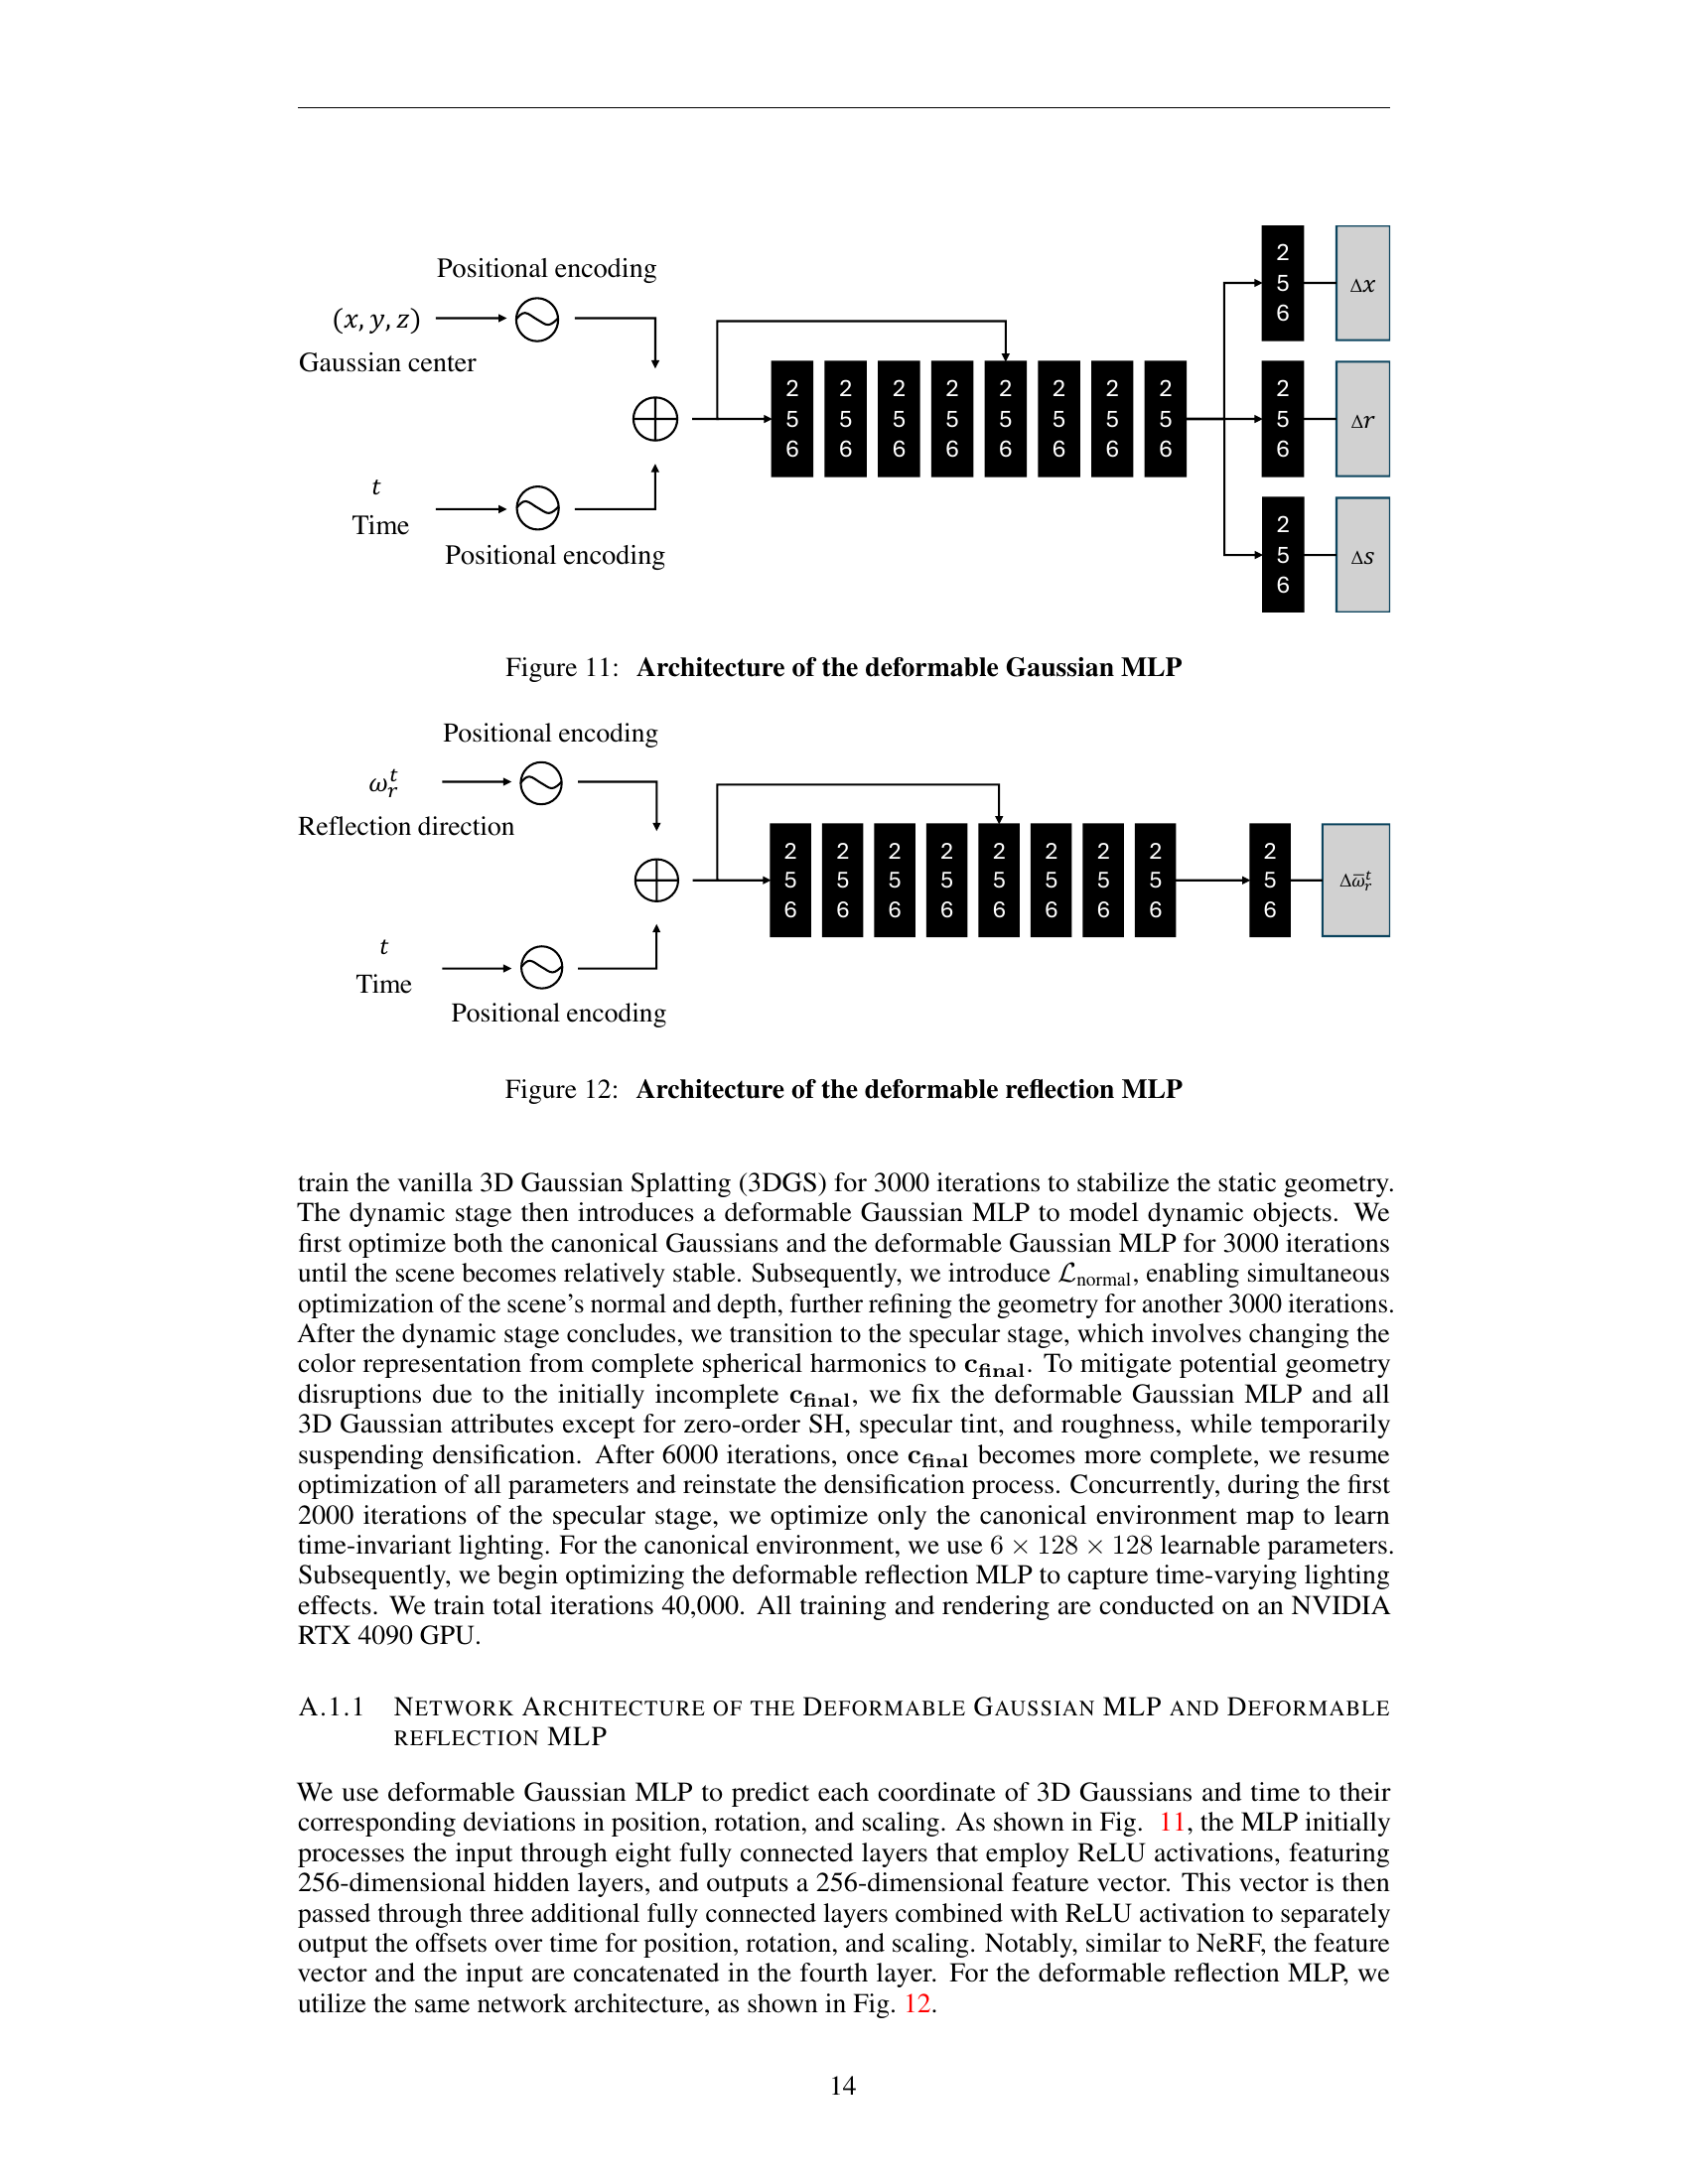 Positional encoding
(x, y, z)
Gaussian center
t
Time
Positional encoding
2 5 6
2 5 6
2 5 6
2 5 6
2 5 6
2 5 6
2 5 6
2 5 6
2 5 6
Δx
2 5 6
Δr
2 5 6
Δs
Figure 11: Architecture of the deformable Gaussian MLP
Positional encoding
ω_r^t
Reflection direction
t
Time
Positional encoding
2 5 6
2 5 6
2 5 6
2 5 6
2 5 6
2 5 6
2 5 6
2 5 6
2 5 6
Δω̅_r^t
Figure 12: Architecture of the deformable reflection MLP
train the vanilla 3D Gaussian Splatting (3DGS) for 3000 iterations to stabilize the static geometry.
The dynamic stage then introduces a deformable Gaussian MLP to model dynamic objects. We
first optimize both the canonical Gaussians and the deformable Gaussian MLP for 3000 iterations
until the scene becomes relatively stable. Subsequently, we introduce ℒ_normal, enabling simultaneous
optimization of the scene's normal and depth, further refining the geometry for another 3000 iterations.
After the dynamic stage concludes, we transition to the specular stage, which involves changing the
color representation from complete spherical harmonics to c_final. To mitigate potential geometry
disruptions due to the initially incomplete c_final, we fix the deformable Gaussian MLP and all
3D Gaussian attributes except for zero-order SH, specular tint, and roughness, while temporarily
suspending densification. After 6000 iterations, once c_final becomes more complete, we resume
optimization of all parameters and reinstate the densification process. Concurrently, during the first
2000 iterations of the specular stage, we optimize only the canonical environment map to learn
time-invariant lighting. For the canonical environment, we use 6 × 128 × 128 learnable parameters.
Subsequently, we begin optimizing the deformable reflection MLP to capture time-varying lighting
effects. We train total iterations 40,000. All training and rendering are conducted on an NVIDIA
RTX 4090 GPU.
A.1.1 NETWORK ARCHITECTURE OF THE DEFORMABLE GAUSSIAN MLP AND DEFORMABLE
REFLECTION MLP
We use deformable Gaussian MLP to predict each coordinate of 3D Gaussians and time to their
corresponding deviations in position, rotation, and scaling. As shown in Fig. 11, the MLP initially
processes the input through eight fully connected layers that employ ReLU activations, featuring
256-dimensional hidden layers, and outputs a 256-dimensional feature vector. This vector is then
passed through three additional fully connected layers combined with ReLU activation to separately
output the offsets over time for position, rotation, and scaling. Notably, similar to NeRF, the feature
vector and the input are concatenated in the fourth layer. For the deformable reflection MLP, we
utilize the same network architecture, as shown in Fig. 12.
14